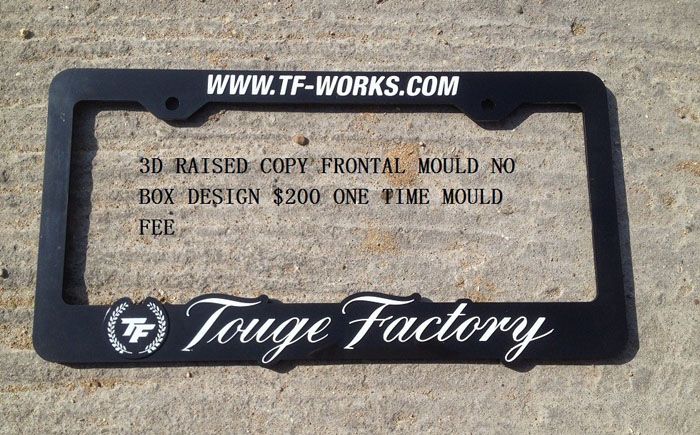 WWW.TF-WORKS.COM
3D RAISED COPY FRONTAL MOULD NO
BOX DESIGN $200 ONE TIME MOULD
FEE
TF Touge Factory